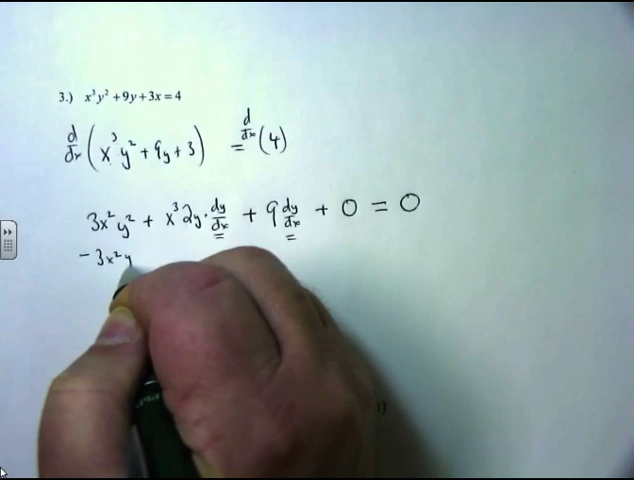 3.) x³y² + 9y + 3x = 4
d/dx (x³y² + 9y + 3) = d/dx (4)
3x²y² + x³2y · dy/dx + 9 dy/dx + 0 = 0
- 3x²y